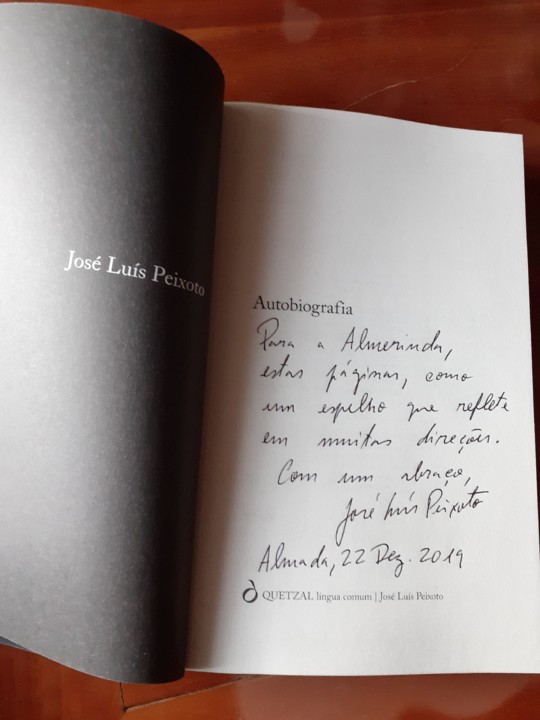 José Luís Peixoto
Autobiografia
Para a Almerinda,
estas páginas, como
um espelho que reflete
em muitas direções.
Com um abraço,
José Luís Peixoto
Almada, 22 Dez. 2019
QUETZAL língua comum | José Luís Peixoto